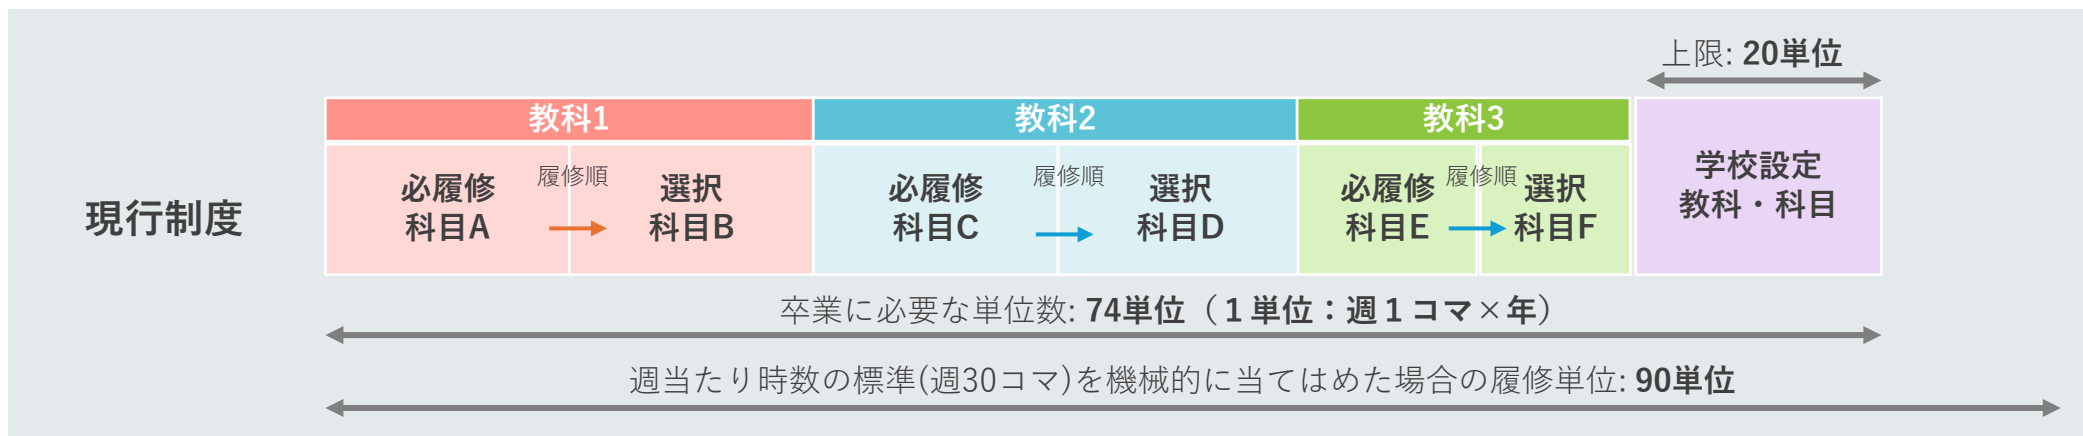 上限: 20単位
教科1
教科2
教科3
必履修
科目A
履修順
選択
科目B
必履修
科目C
履修順
選択
科目D
必履修
科目E
履修順
選択
科目F
学校設定
教科・科目
現行制度
卒業に必要な単位数: 74単位（１単位：週１コマ×年）
週当たり時数の標準(週30コマ)を機械的に当てはめた場合の履修単位: 90単位